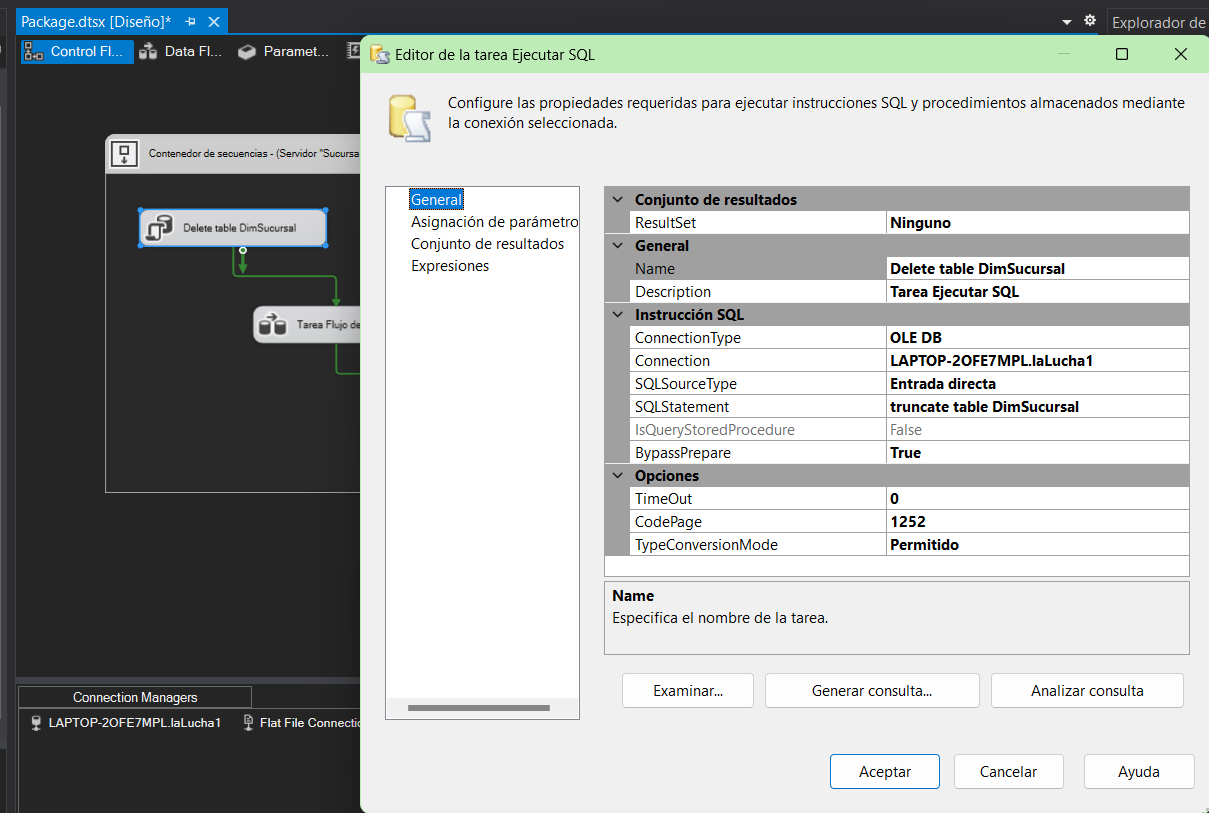 Package.dtsx [Diseño]*
Explorador de
Control Fl...
Data Fl...
Paramet...
Editor de la tarea Ejecutar SQL
Configure las propiedades requeridas para ejecutar instrucciones SQL y procedimientos almacenados mediante
la conexión seleccionada.
Contenedor de secuencias - (Servidor "Sucursa
Delete table DimSucursal
Tarea Flujo de
General
Asignación de parámetro
Conjunto de resultados
Expresiones
Conjunto de resultados
ResultSet Ninguno
General
Name Delete table DimSucursal
Description Tarea Ejecutar SQL
Instrucción SQL
ConnectionType OLE DB
Connection LAPTOP-2OFE7MPL.laLucha1
SQLSourceType Entrada directa
SQLStatement truncate table DimSucursal
IsQueryStoredProcedure False
BypassPrepare True
Opciones
TimeOut 0
CodePage 1252
TypeConversionMode Permitido
Name
Especifica el nombre de la tarea.
Examinar...
Generar consulta...
Analizar consulta
Connection Managers
LAPTOP-2OFE7MPL.laLucha1
Flat File Connectio
Aceptar
Cancelar
Ayuda